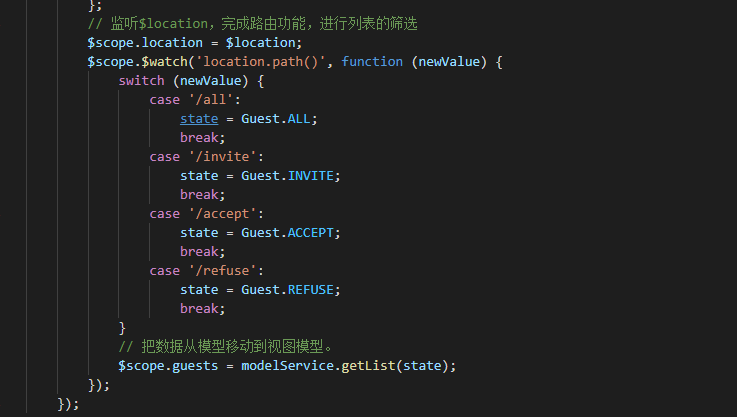 };
// 监听$location，完成路由功能，进行列表的筛选
$scope.location = $location;
$scope.$watch('location.path()', function (newValue) {
switch (newValue) {
case '/all':
state = Guest.ALL;
break;
case '/invite':
state = Guest.INVITE;
break;
case '/accept':
state = Guest.ACCEPT;
break;
case '/refuse':
state = Guest.REFUSE;
break;
}
// 把数据从模型移动到视图模型。
$scope.guests = modelService.getList(state);
});
});